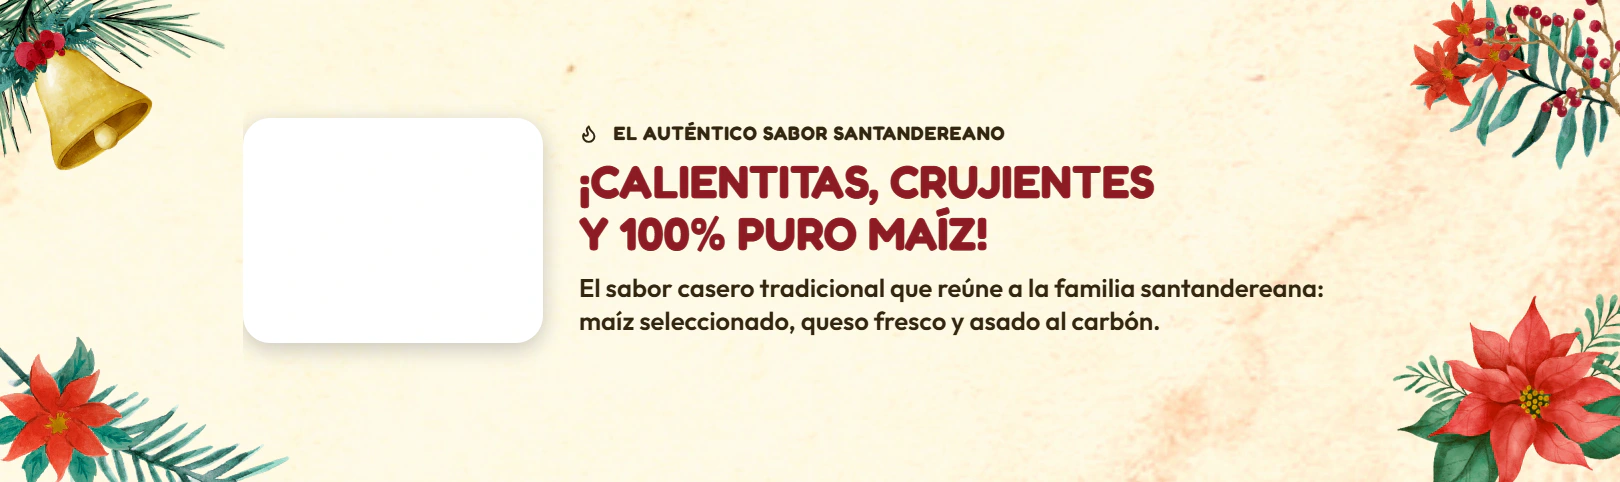 EL AUTÉNTICO SABOR SANTANDEREANO
¡CALIENTITAS, CRUJIENTES
Y 100% PURO MAÍZ!
El sabor casero tradicional que reúne a la familia santandereana:
maíz seleccionado, queso fresco y asado al carbón.